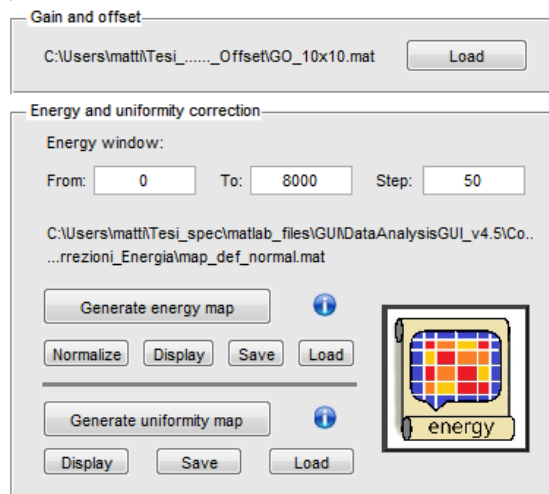 Gain and offset
C:\Users\matti\Tesi_......_Offset\GO_10x10.mat Load
Energy and uniformity correction
Energy window:
From: 0 To: 8000 Step: 50
C:\Users\matti\Tesi_spec\matlab_files\GUI\DataAnalysisGUI_v4.5\Co..
...rrezioni_Energia\map_def_normal.mat
Generate energy map
Normalize Display Save Load
Generate uniformity map
Display Save Load
energy